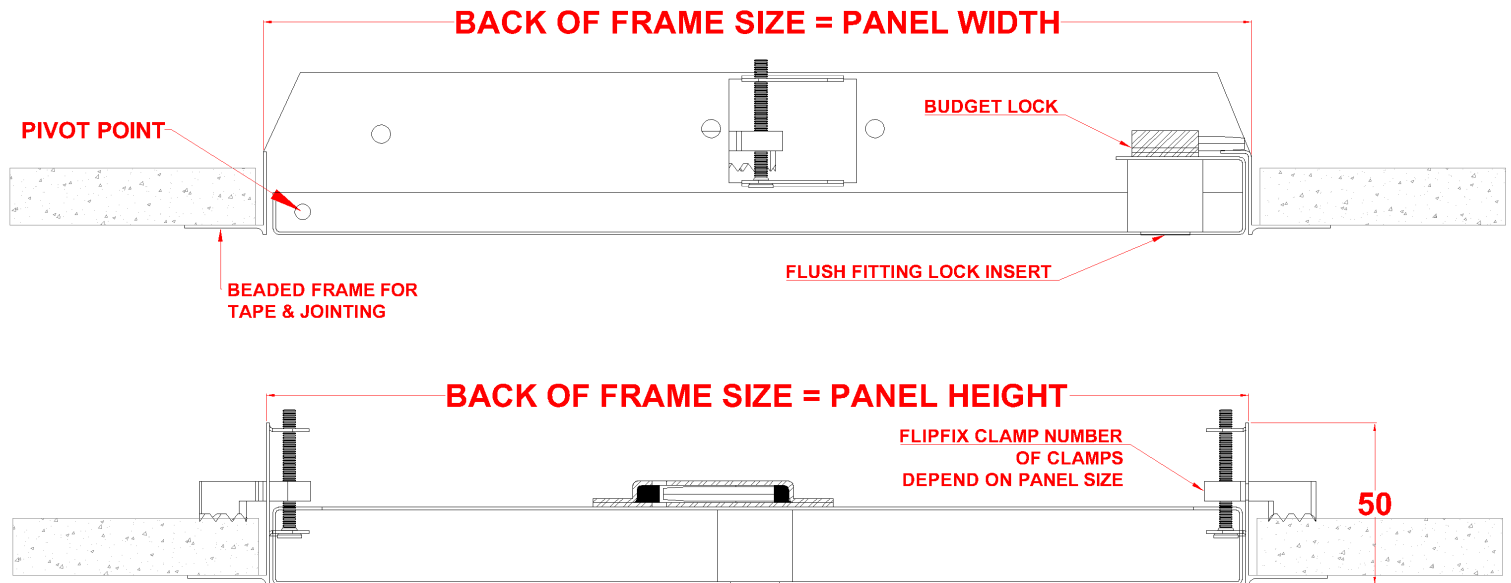 BACK OF FRAME SIZE = PANEL WIDTH
PIVOT POINT
BUDGET LOCK
FLUSH FITTING LOCK INSERT
BEADED FRAME FOR
TAPE & JOINTING
BACK OF FRAME SIZE = PANEL HEIGHT
FLIPFIX CLAMP NUMBER
OF CLAMPS
DEPEND ON PANEL SIZE
50